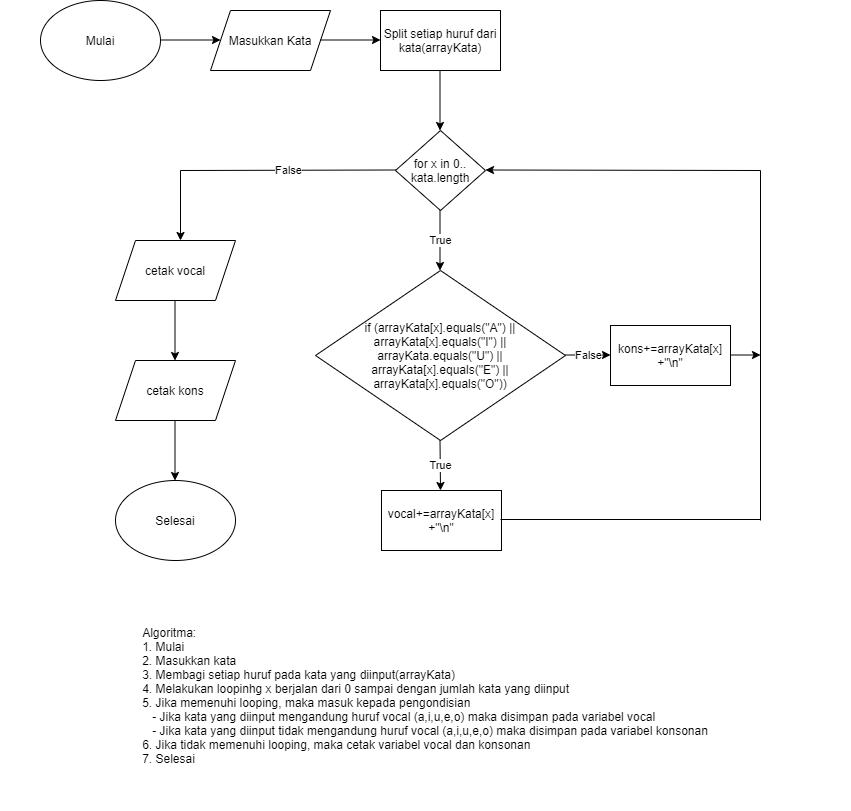 Mulai
Masukkan Kata
Split setiap huruf dari
kata(arrayKata)
for x in 0..
kata.length
False
True
cetak vocal
if (arrayKata[x].equals("A") ||
arrayKata[x].equals("I") ||
arrayKata.equals("U") ||
arrayKata[x].equals("E") ||
arrayKata[x].equals("O"))
False
kons+=arrayKata[x]
+"\n"
cetak kons
True
vocal+=arrayKata[x]
+"\n"
Selesai
Algoritma:
1. Mulai
2. Masukkan kata
3. Membagi setiap huruf pada kata yang diinput(arrayKata)
4. Melakukan loopinhg x berjalan dari 0 sampai dengan jumlah kata yang diinput
5. Jika memenuhi looping, maka masuk kepada pengondisian
- Jika kata yang diinput mengandung huruf vocal (a,i,u,e,o) maka disimpan pada variabel vocal
- Jika kata yang diinput tidak mengandung huruf vocal (a,i,u,e,o) maka disimpan pada variabel konsonan
6. Jika tidak memenuhi looping, maka cetak variabel vocal dan konsonan
7. Selesai